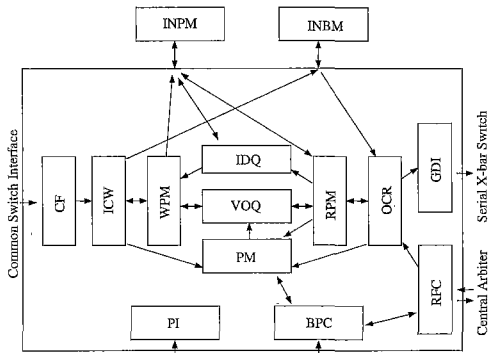 INPM
INBM
Common Switch Interface
CF
ICW
WPM
IDQ
VOQ
PM
RPM
OCR
GDI
Serial X-bar Switch
RFC
Central Arbiter
PI
BPC